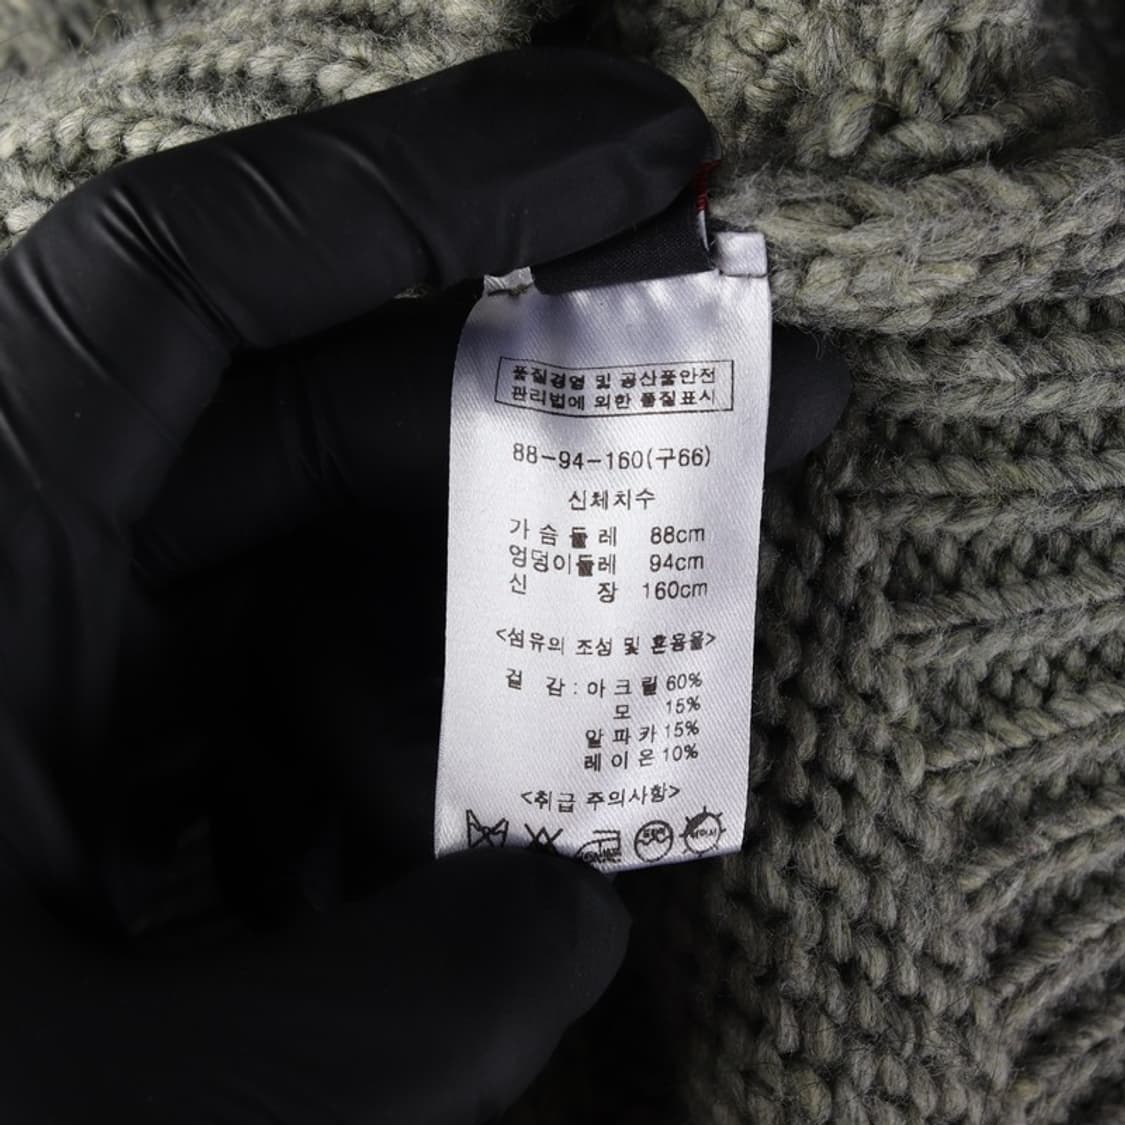 품질경영 및 공산품안전
관리법에 의한 품질표시
88-94-160(구66)
신체치수
가슴둘레 88cm
엉덩이둘레 94cm
신 장 160cm
<섬유의 조성 및 혼용율>
겉 감 : 아크릴 60%
모 15%
알파카 15%
레이온 10%
<취급 주의사항>